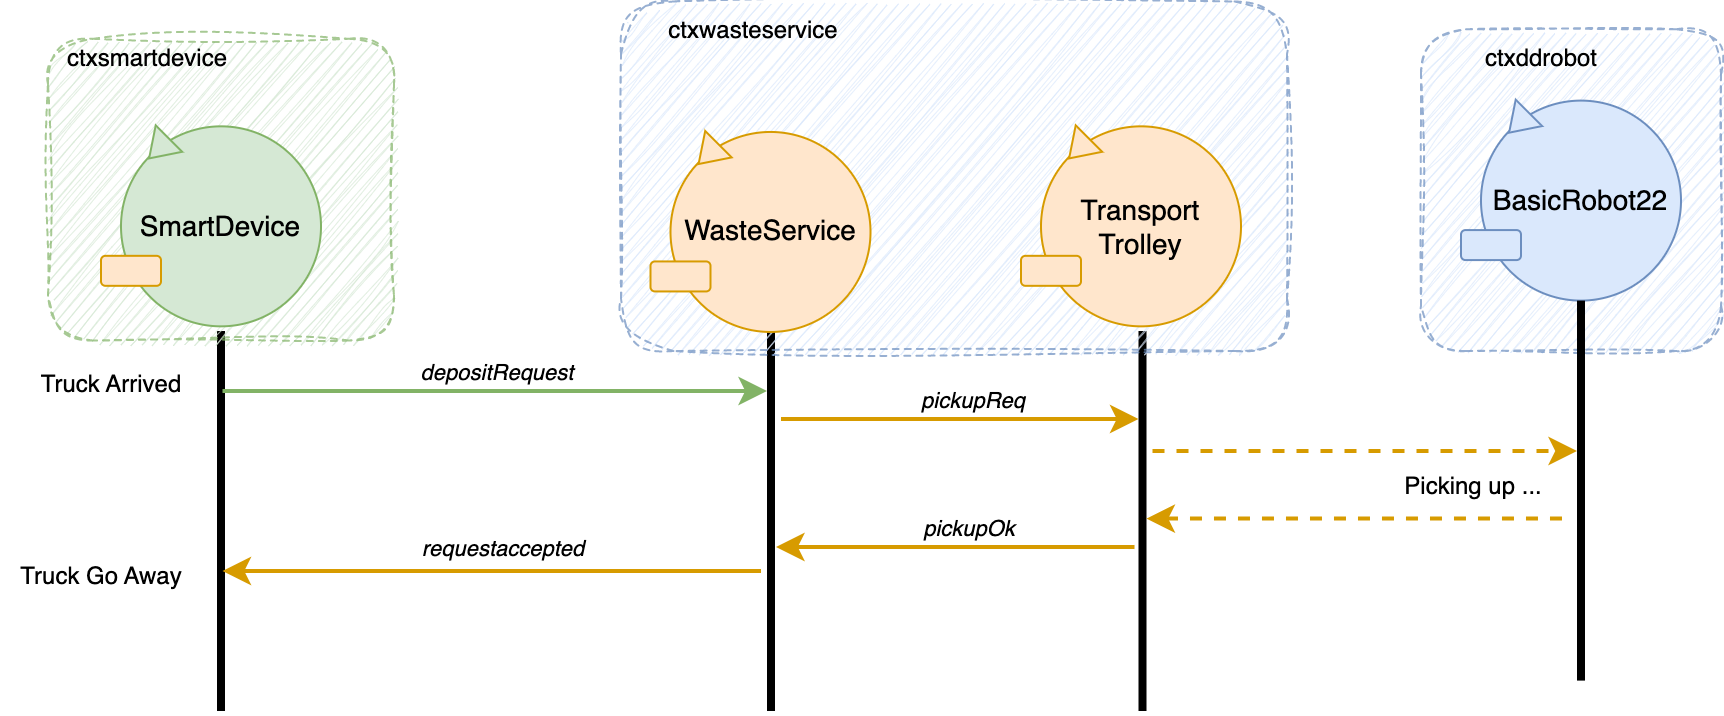 ctxsmartdevice
ctxwasteservice
ctxddrobot
SmartDevice
WasteService
Transport
Trolley
BasicRobot22
Truck Arrived
depositRequest
pickupReq
Picking up ...
pickupOk
requestaccepted
Truck Go Away